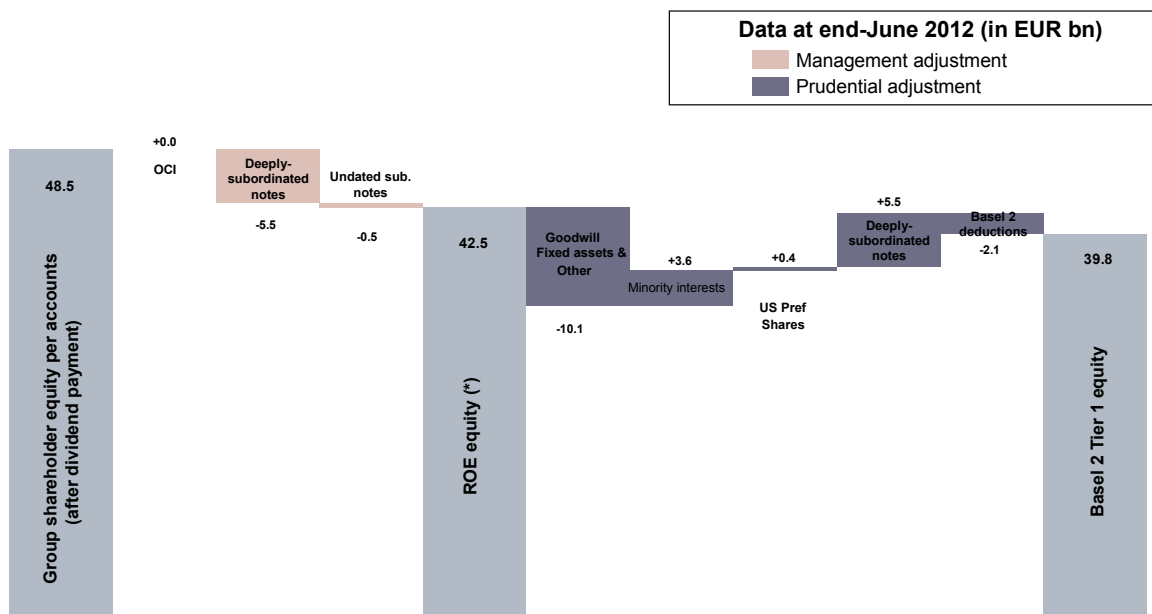 Data at end-June 2012 (in EUR bn)
Management adjustment
Prudential adjustment
48.5
Group shareholder equity per accounts
(after dividend payment)
+0.0
OCI
Deeply-
subordinated
notes
-5.5
Undated sub.
notes
-0.5
42.5
ROE equity (*)
Goodwill
Fixed assets &
Other
-10.1
+3.6
Minority interests
+0.4
US Pref
Shares
+5.5
Deeply-
subordinated
notes
Basel 2
deductions
-2.1
39.8
Basel 2 Tier 1 equity